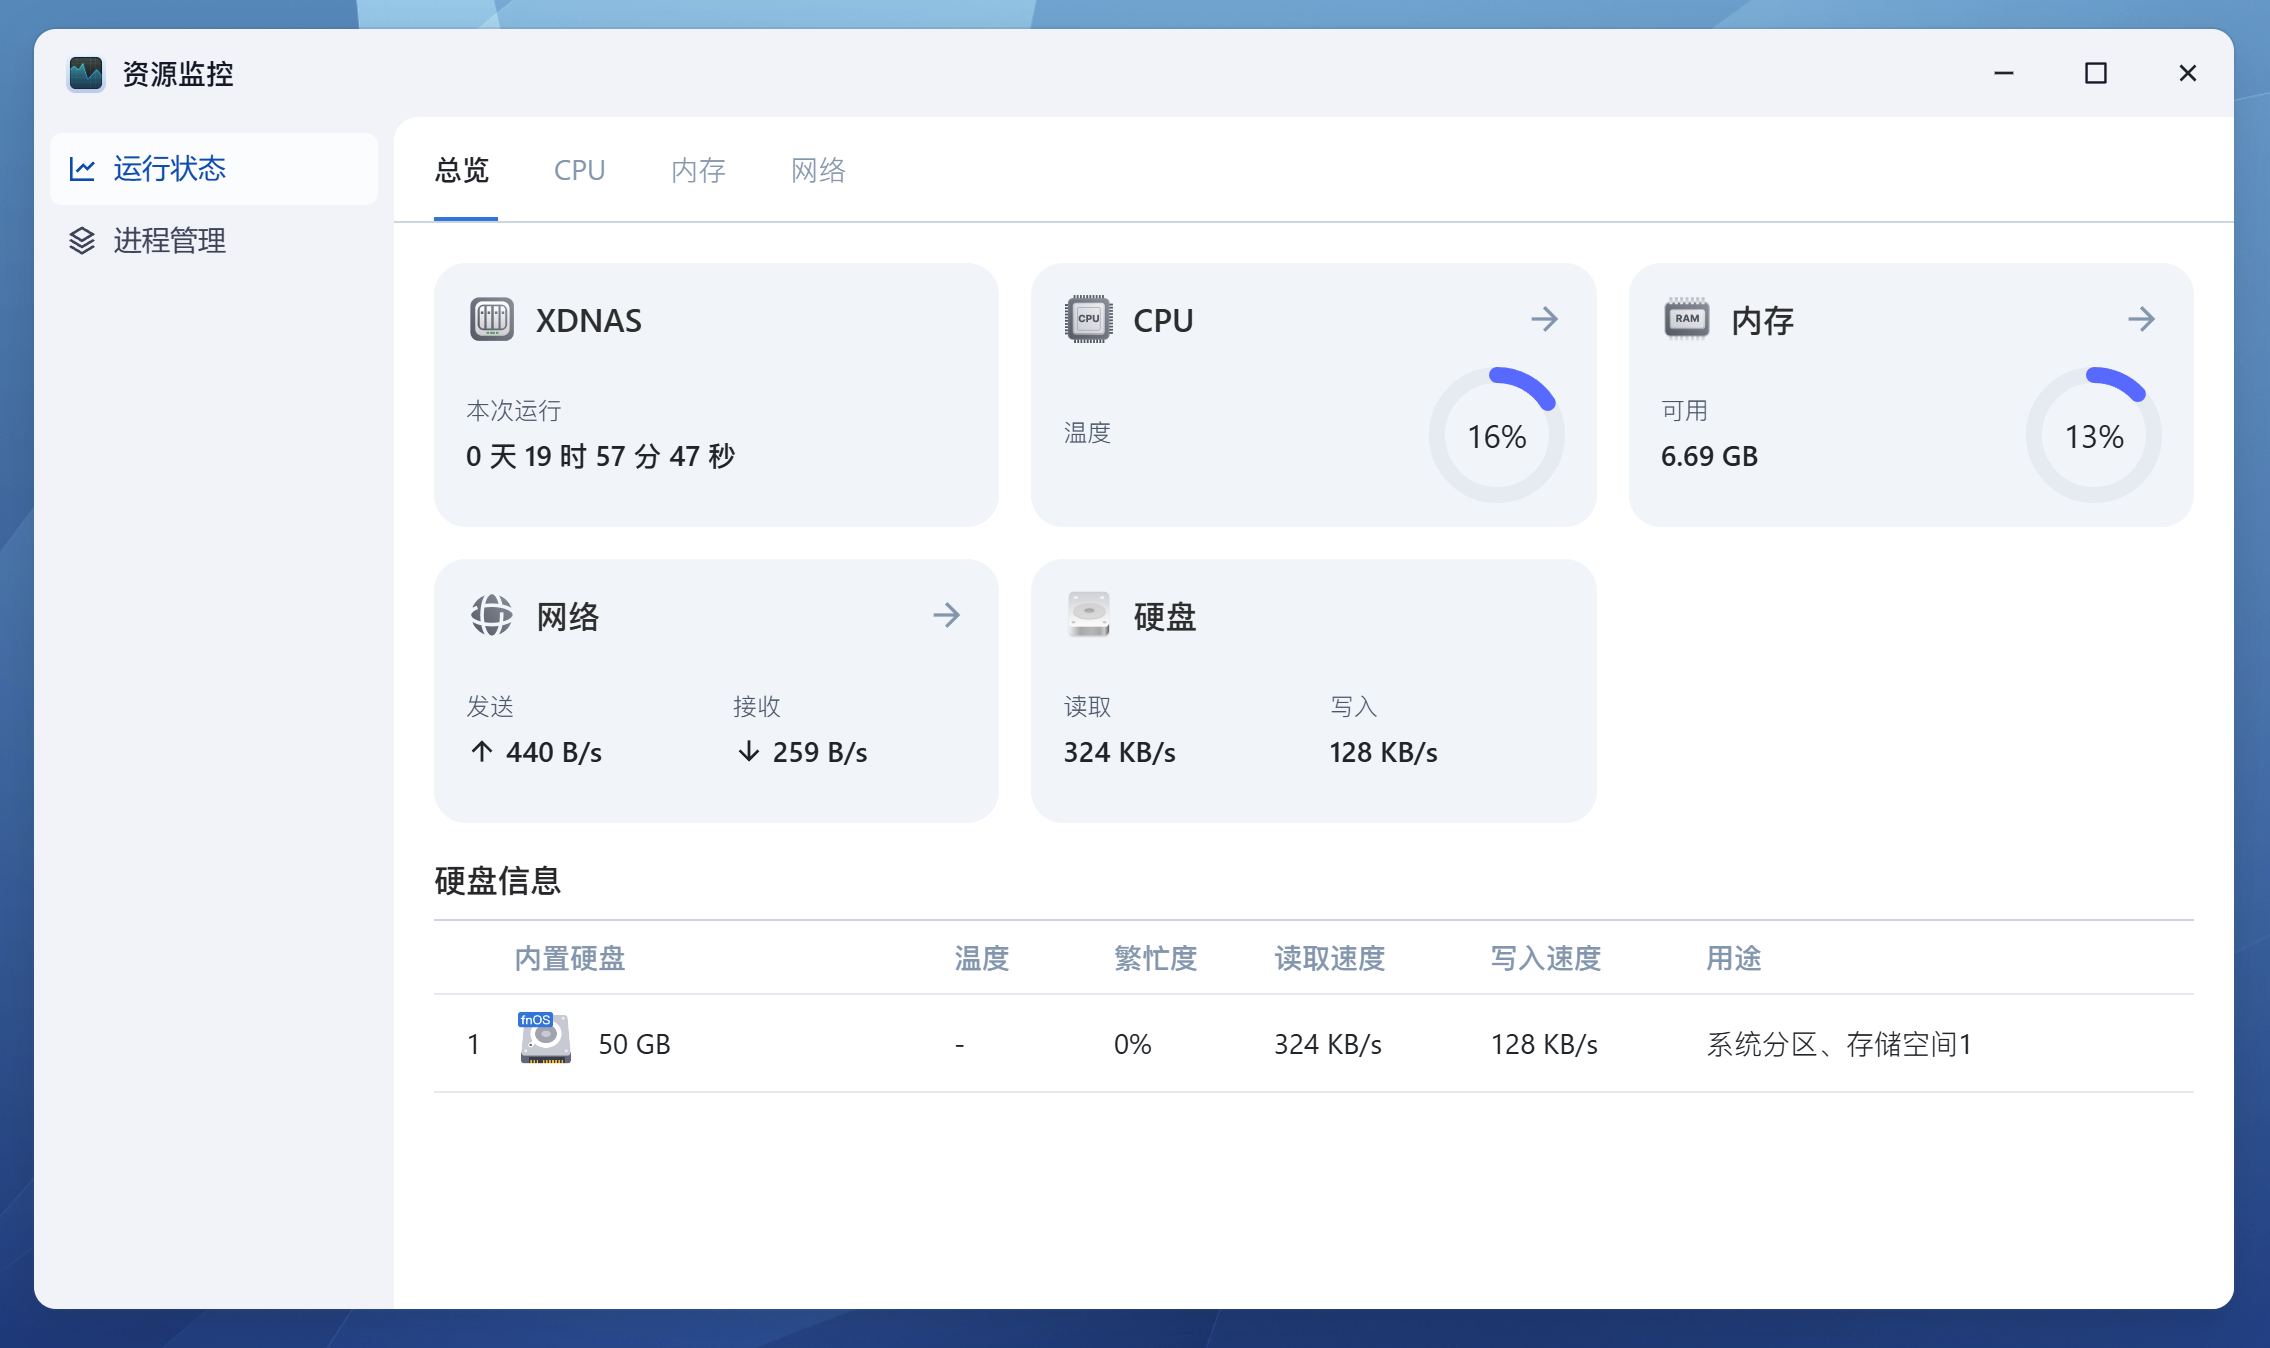 资源监控
运行状态
进程管理
总览 CPU 内存 网络
XDNAS
本次运行
0 天 19 时 57 分 47 秒
CPU
CPU
温度
16%
RAM
内存
可用
6.69 GB
13%
网络
发送 接收
440 B/s 259 B/s
硬盘
读取 写入
324 KB/s 128 KB/s
硬盘信息
内置硬盘 温度 繁忙度 读取速度 写入速度 用途
1 fnOS 50 GB - 0% 324 KB/s 128 KB/s 系统分区、存储空间1